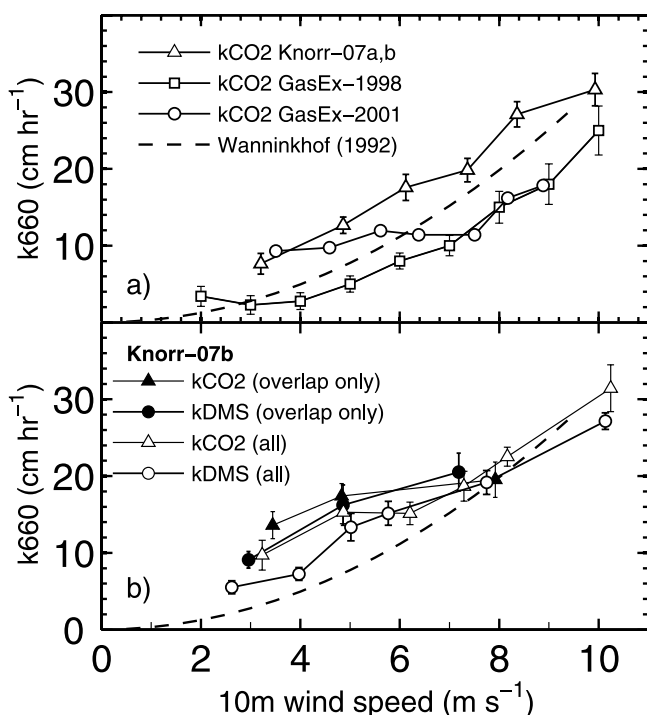 kCO2 Knorr−07a,b
kCO2 GasEx−1998
kCO2 GasEx−2001
Wanninkhof (1992)
30
20
10
k660 (cm hr−1)
a)
Knorr−07b
kCO2 (overlap only)
kDMS (overlap only)
kCO2 (all)
kDMS (all)
30
20
10
0
k660 (cm hr−1)
b)
0 2 4 6 8 10
10m wind speed (m s−1)